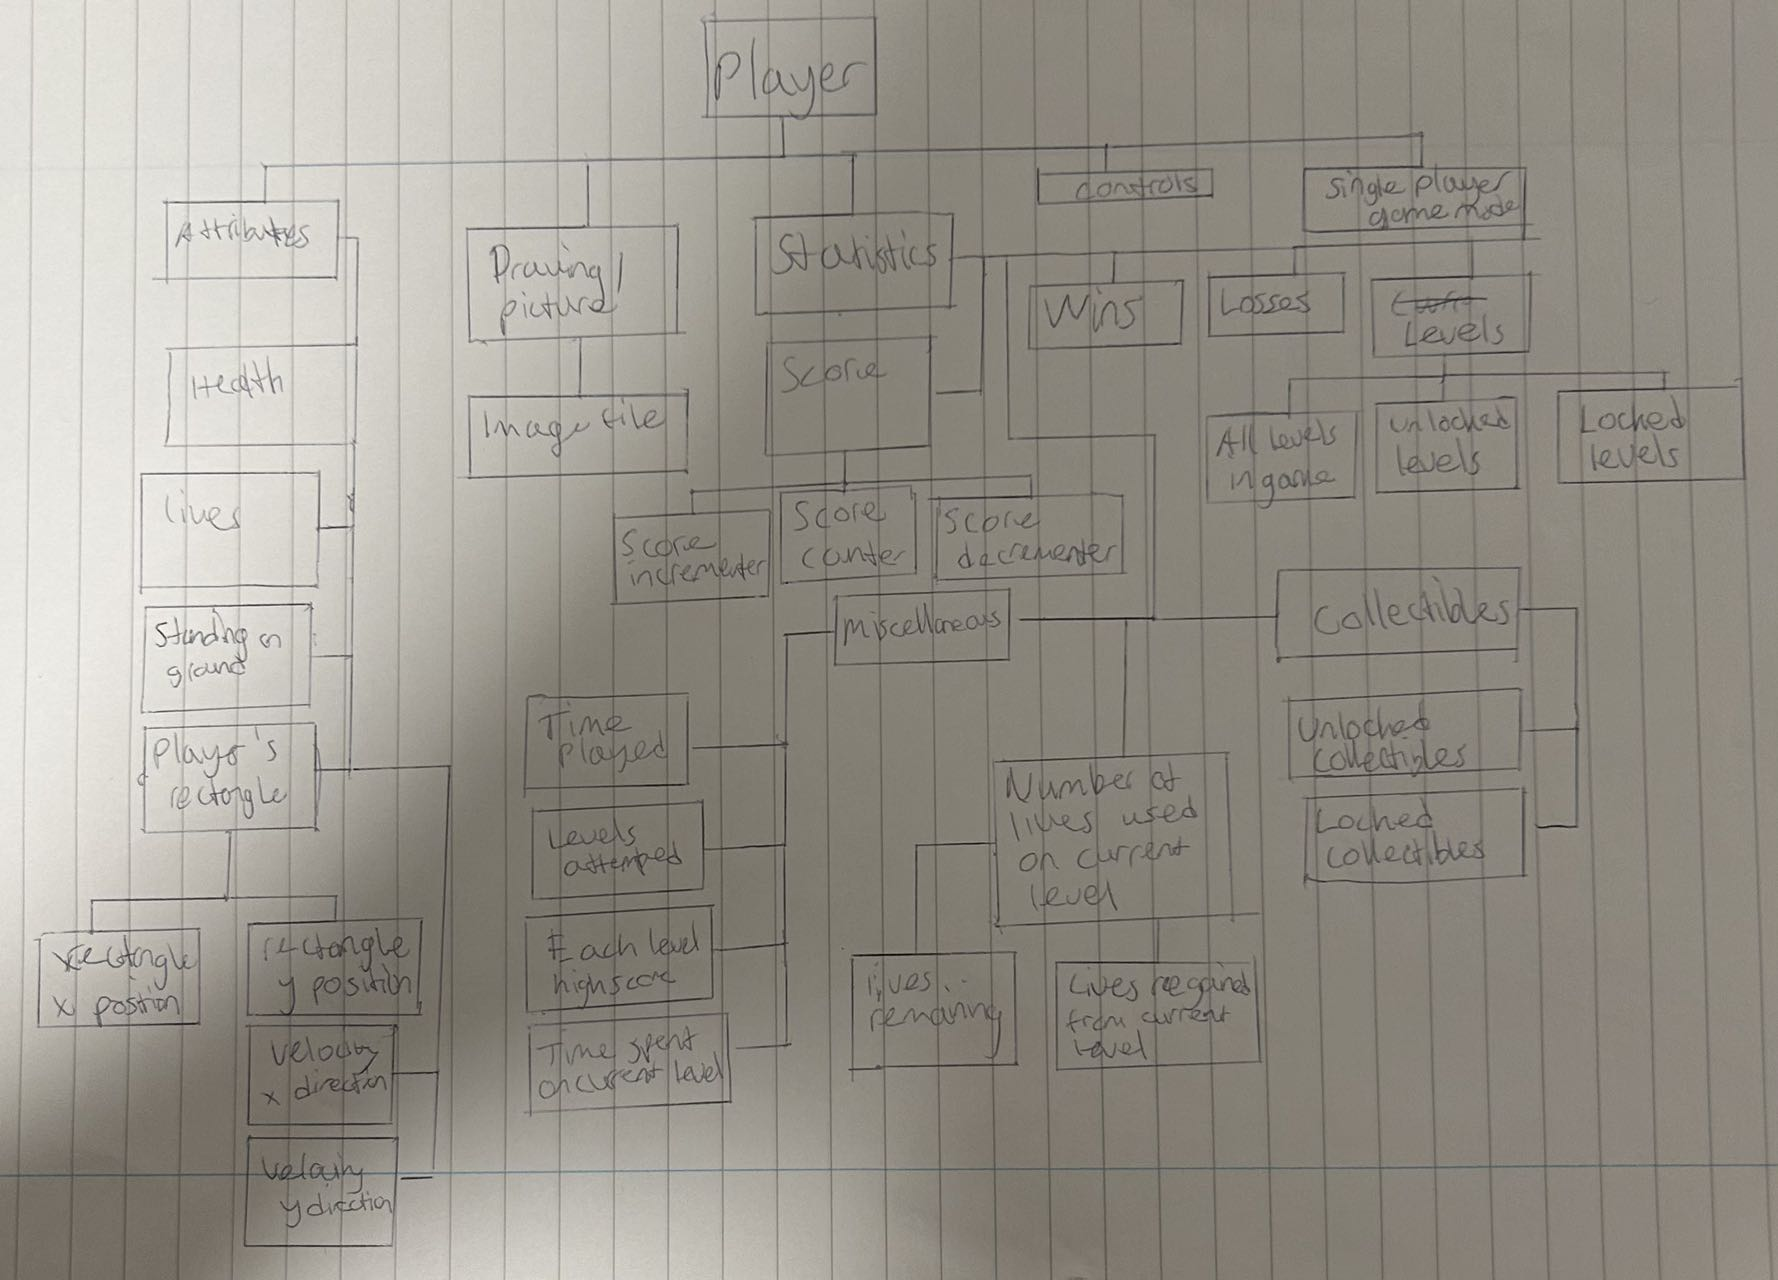 Player
Attributes
Drawing/
picture
Statistics
controls
single player
game mode
Health
Image file
Score
Wins
Losses
Levels
All Levels
in game
Unlocked
levels
Locked
levels
Lives
Score
incrementer
Score
counter
Score
decrementer
Standing on
ground
Miscellaneous
Collectibles
Player's
rectangle
Time
Played
Number of
lives used
on current
level
Unlocked
collectibles
Locked
collectibles
Levels
attemped
rectangle
x position
rectangle
y position
Each level
highscore
lives
remaining
Lives regained
from current
level
Velocity
x direction
Time spent
on current level
Velocity
y direction